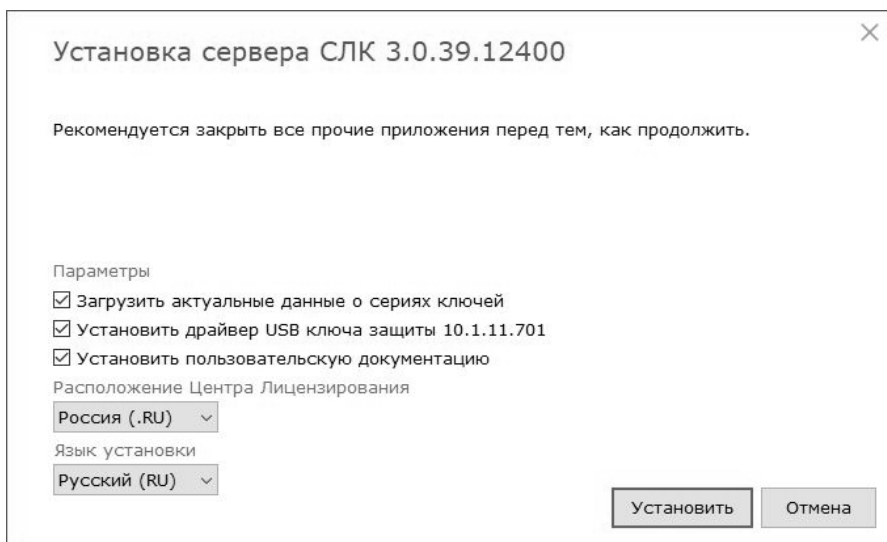 Установка сервера СЛК 3.0.39.12400
Рекомендуется закрыть все прочие приложения перед тем, как продолжить.
Параметры
Загрузить актуальные данные о сериях ключей
Установить драйвер USB ключа защиты 10.1.11.701
Установить пользовательскую документацию
Расположение Центра Лицензирования
Россия (.RU)
Язык установки
Русский (RU)
Установить Отмена